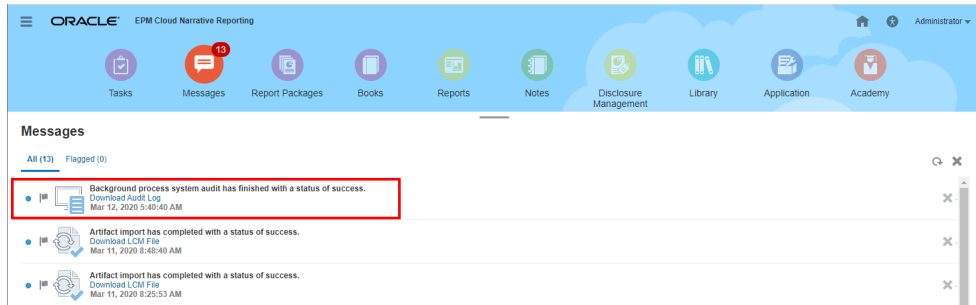 ORACLE® EPM Cloud Narrative Reporting Administrator
13
Tasks Messages Report Packages Books Reports Notes Disclosure Management Library Application Academy
Messages
All (13) Flagged (0)
Background process system audit has finished with a status of success.
Download Audit Log
Mar 12, 2020 5:40:40 AM
Artifact import has completed with a status of success.
Download LCM File
Mar 11, 2020 8:48:40 AM
Artifact import has completed with a status of success.
Download LCM File
Mar 11, 2020 8:25:53 AM